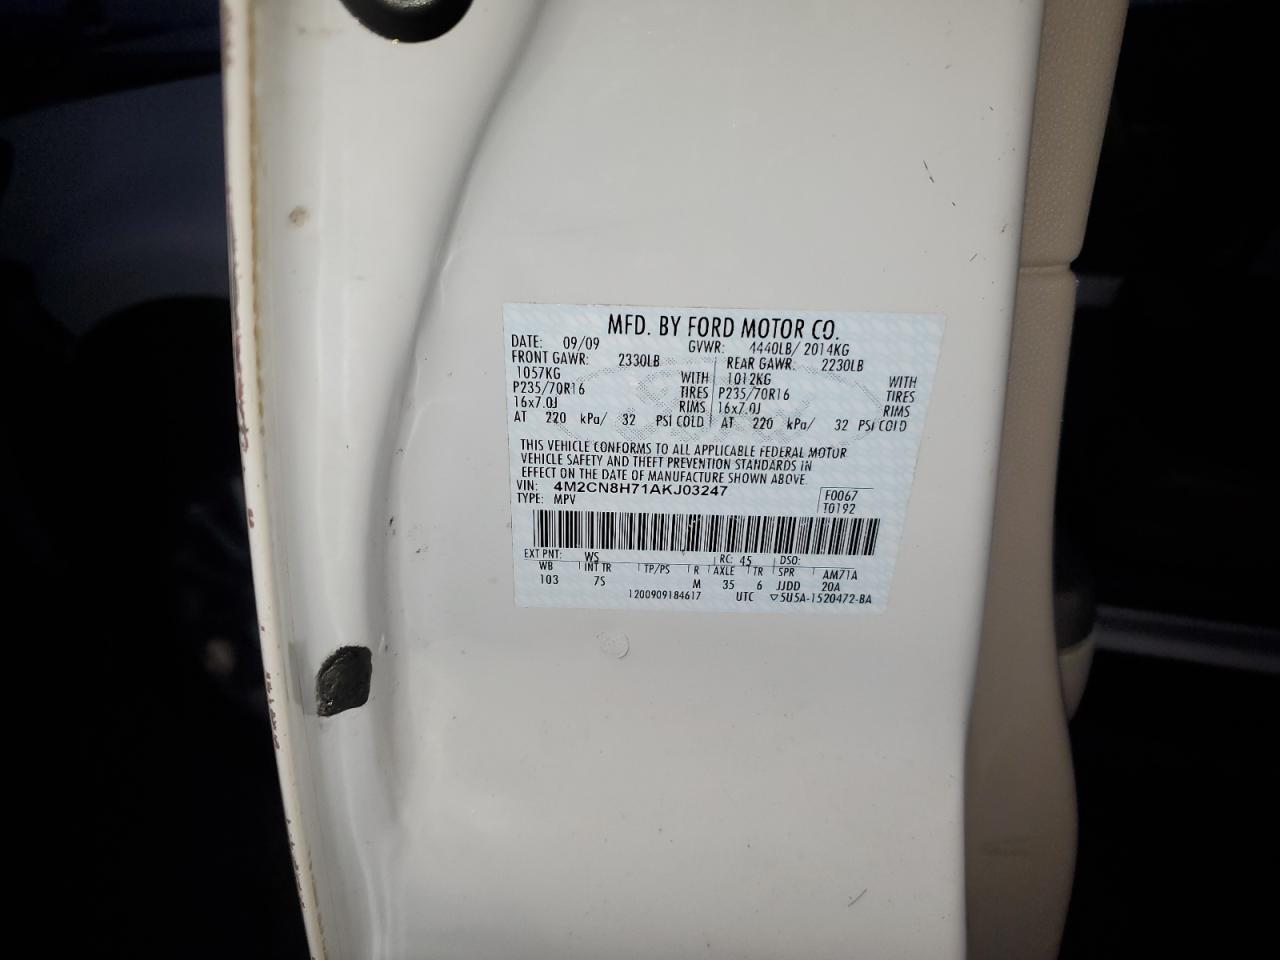 MFD. BY FORD MOTOR CO.
DATE: 09/09 GVWR: 4440LB/ 2014KG
FRONT GAWR: 2330LB REAR GAWR: 2230LB
1057KG WITH 1012KG WITH
P235/70R16 TIRES P235/70R16 TIRES
16x7.0J RIMS 16x7.0J RIMS
AT 220 kPa/ 32 PSI COLD AT 220 kPa/ 32 PSI COLD
THIS VEHICLE CONFORMS TO ALL APPLICABLE FEDERAL MOTOR
VEHICLE SAFETY AND THEFT PREVENTION STANDARDS IN
EFFECT ON THE DATE OF MANUFACTURE SHOWN ABOVE.
VIN: 4M2CN8H71AKJ03247 F0067
TYPE: MPV T0192
EXT PNT: WS RC: 45 DSO:
WB INT TR TP/PS R AXLE TR SPR AM71A
103 7S M 35 6 JJDD 20A
1200909184617 UTC ▽5U5A-1520472-BA